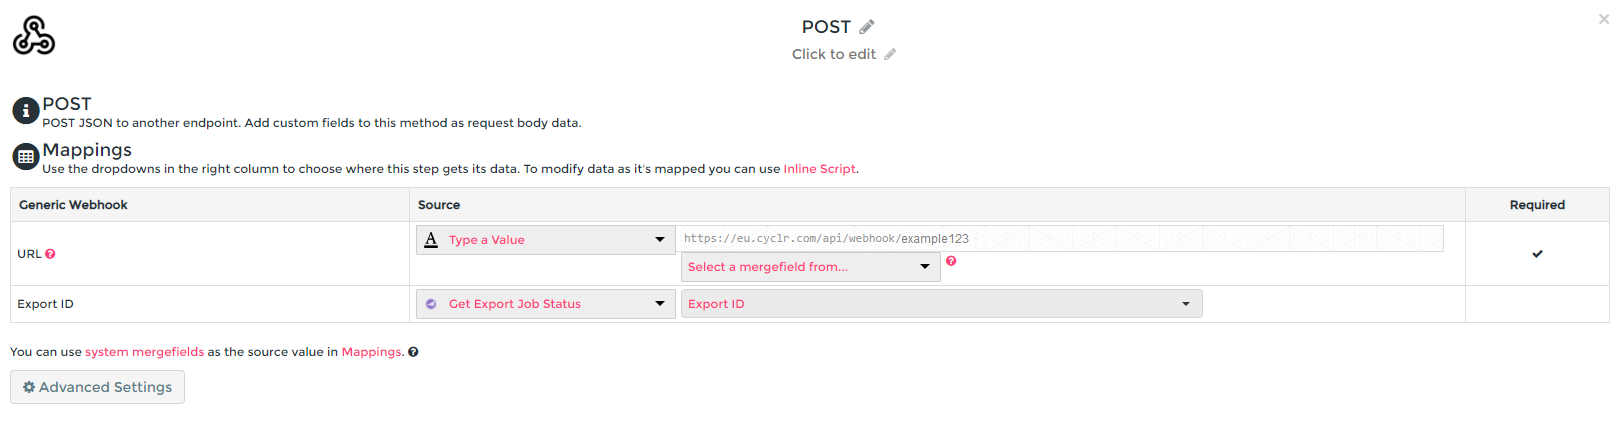 POST
Click to edit
×
POST
POST JSON to another endpoint. Add custom fields to this method as request body data.
Mappings
Use the dropdowns in the right column to choose where this step gets its data. To modify data as it's mapped you can use Inline Script.
Generic Webhook Source Required
URL ? A Type a Value https://eu.cyclr.com/api/webhook/example123
Select a mergefield from... ?
Export ID Get Export Job Status Export ID
You can use system mergefields as the source value in Mappings. ?
Advanced Settings